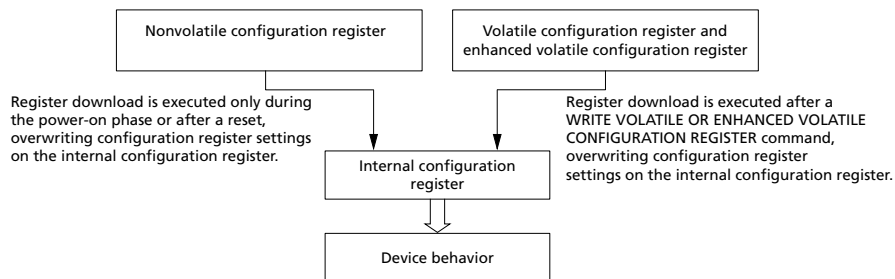 Nonvolatile configuration register
Volatile configuration register and
enhanced volatile configuration register
Register download is executed only during
the power-on phase or after a reset,
overwriting configuration register settings
on the internal configuration register.
Register download is executed after a
WRITE VOLATILE OR ENHANCED VOLATILE
CONFIGURATION REGISTER command,
overwriting configuration register
settings on the internal configuration register.
Internal configuration
register
Device behavior